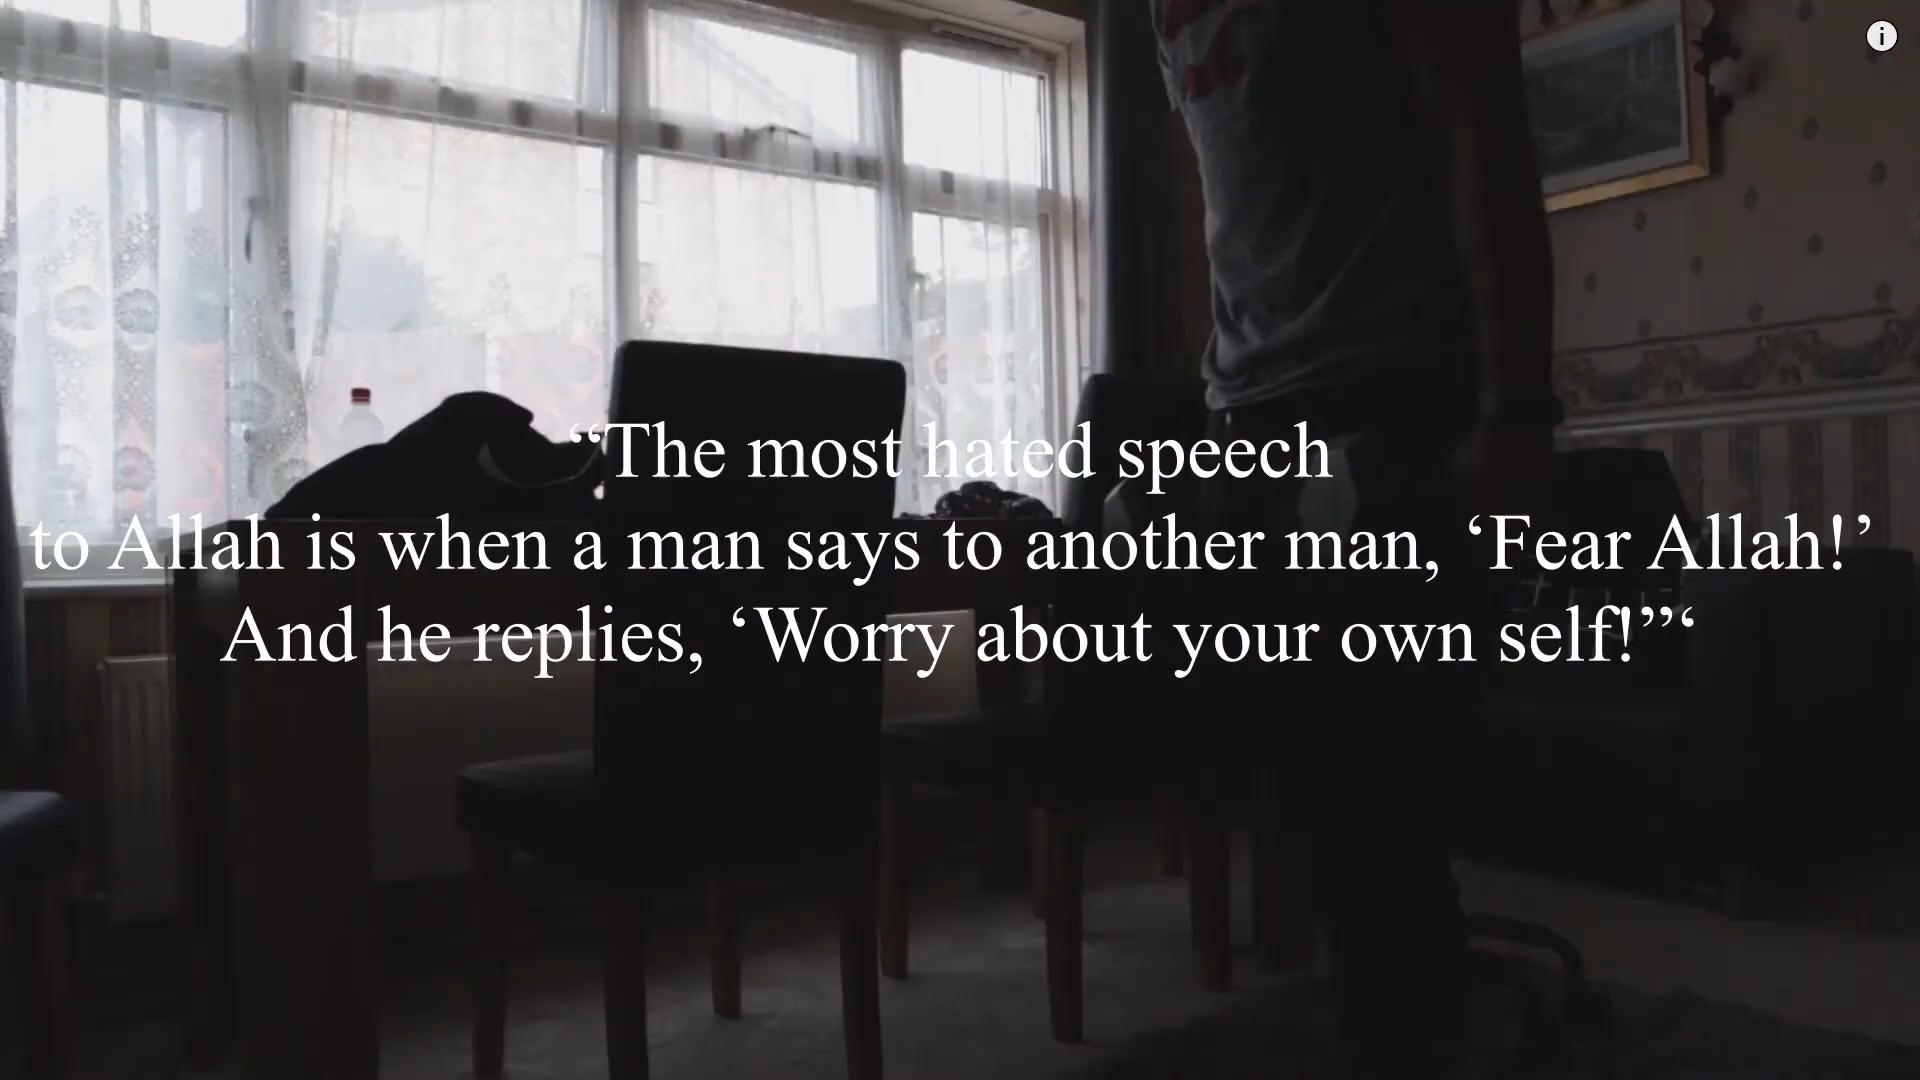 “The most hated speech
to Allah is when a man says to another man, ‘Fear Allah!’
And he replies, ‘Worry about your own self!”‘